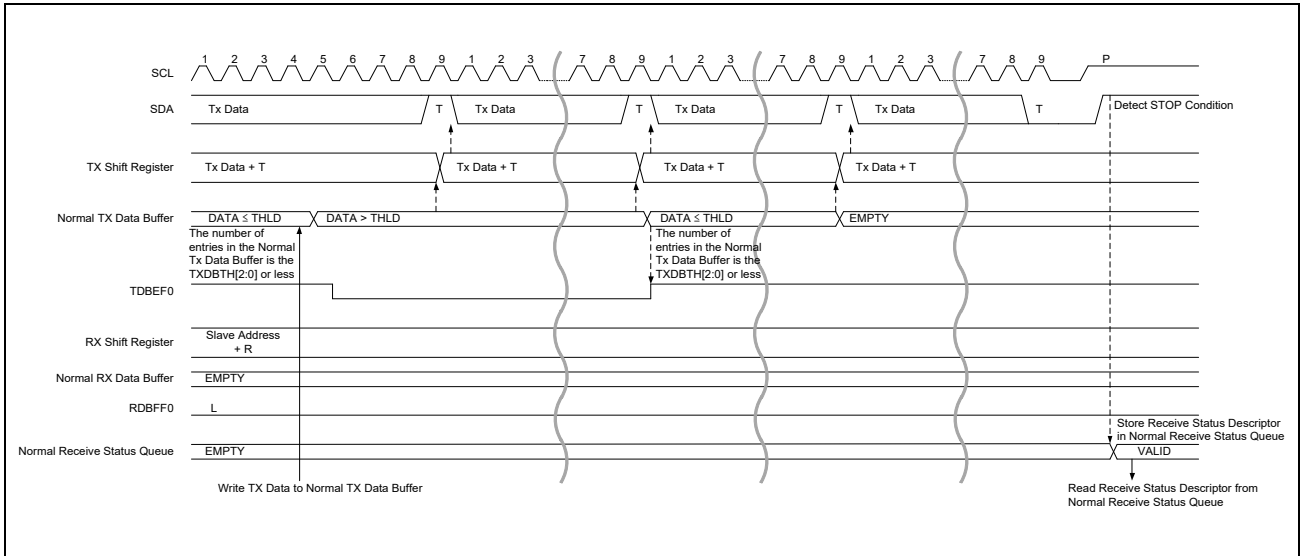 SCL 1 2 3 4 5 6 7 8 9 1 2 3 7 8 9 1 2 3 7 8 9 1 2 3 7 8 9 P
SDA Tx Data T Tx Data T Tx Data T Tx Data T Detect STOP Condition
TX Shift Register Tx Data + T Tx Data + T Tx Data + T Tx Data + T
Normal TX Data Buffer DATA ≤ THLD DATA > THLD DATA ≤ THLD EMPTY
The number of
entries in the Normal
Tx Data Buffer is the
TXDBTH[2:0] or less
The number of
entries in the Normal
Tx Data Buffer is the
TXDBTH[2:0] or less
TDBEF0
RX Shift Register Slave Address
+ R
Normal RX Data Buffer EMPTY
RDBFF0 L
Store Receive Status Descriptor
in Normal Receive Status Queue
Normal Receive Status Queue EMPTY VALID
Write TX Data to Normal TX Data Buffer
Read Receive Status Descriptor from
Normal Receive Status Queue